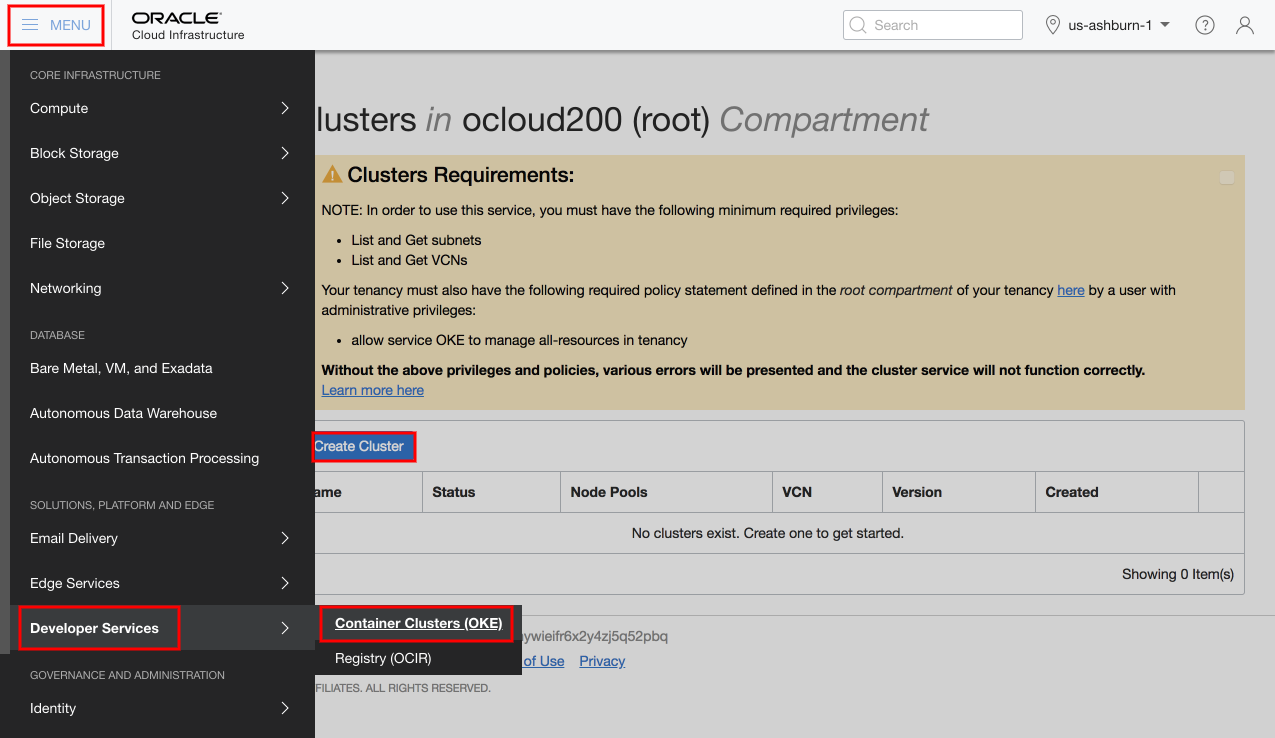 MENU
ORACLE
Cloud Infrastructure
Search
us-ashburn-1
CORE INFRASTRUCTURE
Compute
Block Storage
Object Storage
File Storage
Networking
DATABASE
Bare Metal, VM, and Exadata
Autonomous Data Warehouse
Autonomous Transaction Processing
SOLUTIONS, PLATFORM AND EDGE
Email Delivery
Edge Services
Developer Services
GOVERNANCE AND ADMINISTRATION
Identity
Container Clusters (OKE)
Registry (OCIR)
lusters in ocloud200 (root) Compartment
Clusters Requirements:
NOTE: In order to use this service, you must have the following minimum required privileges:
• List and Get subnets
• List and Get VCNs
Your tenancy must also have the following required policy statement defined in the root compartment of your tenancy here by a user with
administrative privileges:
• allow service OKE to manage all-resources in tenancy
Without the above privileges and policies, various errors will be presented and the cluster service will not function correctly.
Learn more here
Create Cluster
ame Status Node Pools VCN Version Created
No clusters exist. Create one to get started.
Showing 0 Item(s)
ywieifr6x2y4zj5q52pbq
of Use Privacy
FILIATES. ALL RIGHTS RESERVED.